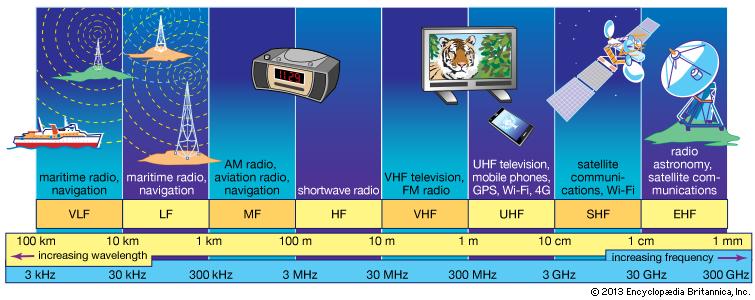 11:29
maritime radio,
navigation
maritime radio,
navigation
AM radio,
aviation radio,
navigation
shortwave radio
VHF television,
FM radio
UHF television,
mobile phones,
GPS, Wi-Fi, 4G
satellite
communi-
cations, Wi-Fi
radio
astronomy,
satellite com-
munications
VLF LF MF HF VHF UHF SHF EHF
100 km 10 km 1 km 100 m 10 m 1 m 10 cm 1 cm 1 mm
increasing wavelength increasing frequency
3 kHz 30 kHz 300 kHz 3 MHz 30 MHz 300 MHz 3 GHz 30 GHz 300 GHz
© 2013 Encyclopædia Britannica, Inc.